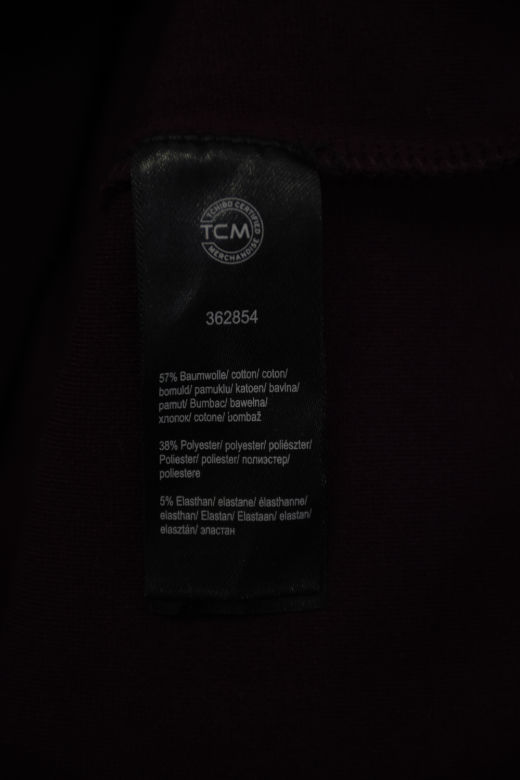 TCHIBO CERTIFIED
TCM
MERCHANDISE
362854
57% Baumwolle/ cotton/ coton/
bomuld/ pamuklu/ katoen/ bavlna/
pamut/ Bumbac/ bawełna/
хлопок/ cotone/ bombaž
38% Polyester/ polyester/ poliészter/
Poliester/ poliester/ полиэстер/
poliestere
5% Elasthan/ elastane/ élasthanne/
elasthan/ Elastan/ Elastaan/ elastan/
elasztán/ эластан